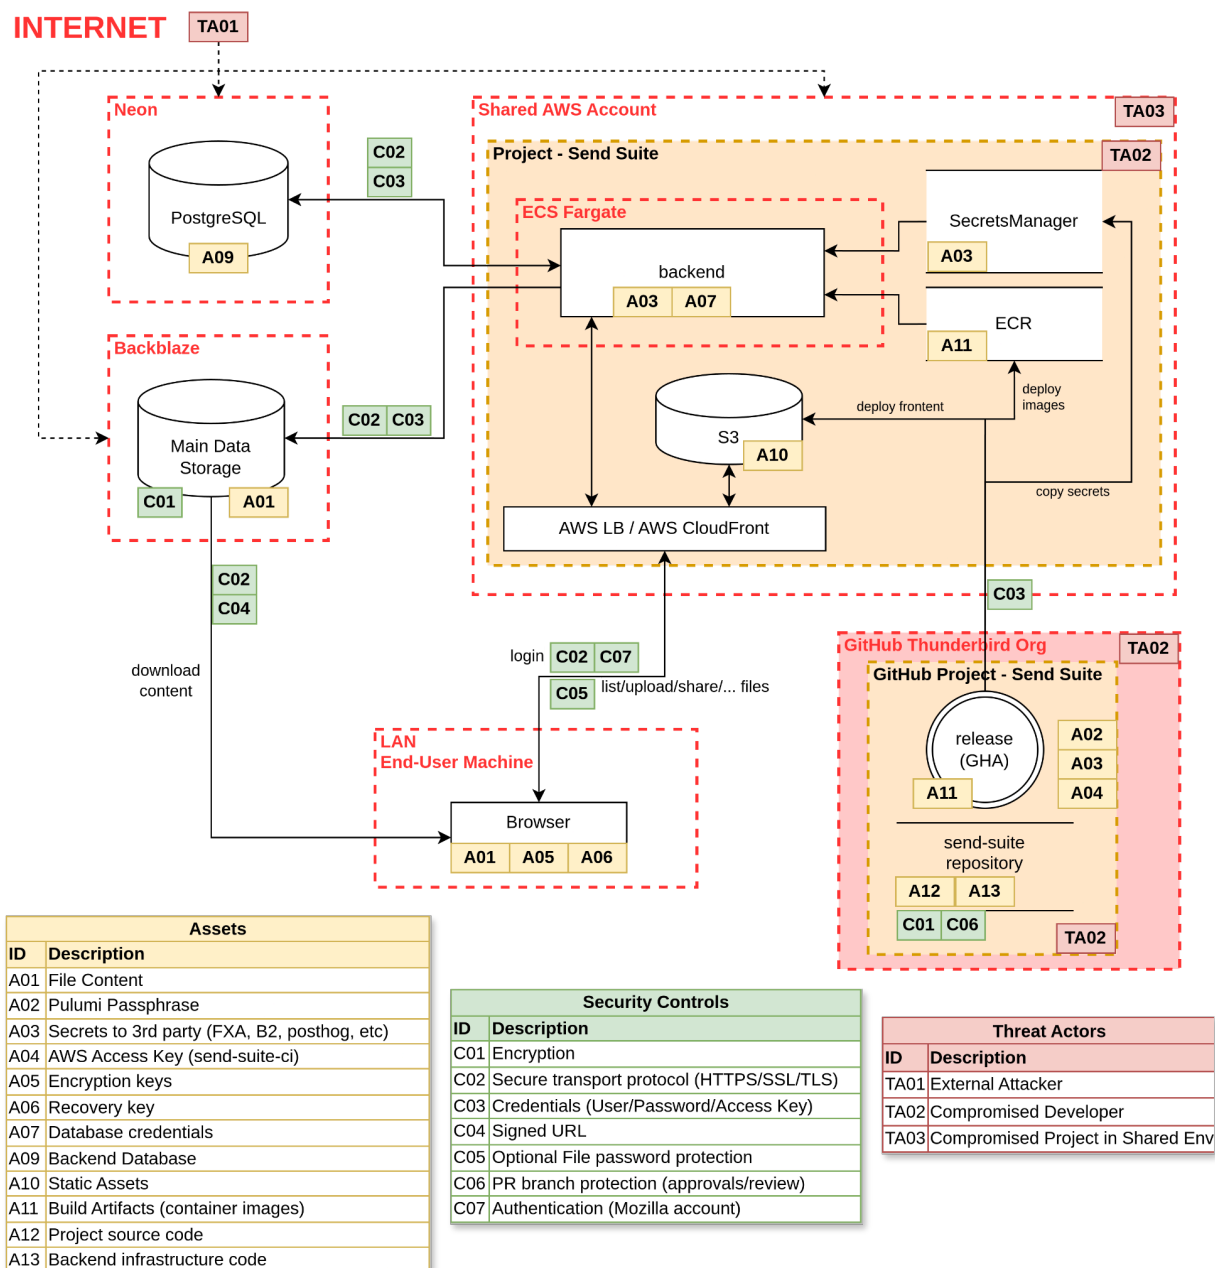 INTERNET
TA01
Neon
Shared AWS Account
TA03
Project - Send Suite
TA02
C02
C03
PostgreSQL
A09
ECS Fargate
backend
A03 A07
SecretsManager
A03
ECR
A11
deploy
images
deploy frontent
copy secrets
Backblaze
Main Data
Storage
C01
A01
C02 C03
S3
A10
AWS LB / AWS CloudFront
C02
C04
download
content
C03
login
C02 C07
C05
list/upload/share/... files
LAN
End-User Machine
Browser
A01 A05 A06
GitHub Thunderbird Org
TA02
GitHub Project - Send Suite
release
(GHA)
A11
A02
A03
A04
send-suite
repository
A12 A13
C01 C06
TA02
Assets
ID Description
A01 File Content
A02 Pulumi Passphrase
A03 Secrets to 3rd party (FXA, B2, posthog, etc)
A04 AWS Access Key (send-suite-ci)
A05 Encryption keys
A06 Recovery key
A07 Database credentials
A09 Backend Database
A10 Static Assets
A11 Build Artifacts (container images)
A12 Project source code
A13 Backend infrastructure code
Security Controls
ID Description
C01 Encryption
C02 Secure transport protocol (HTTPS/SSL/TLS)
C03 Credentials (User/Password/Access Key)
C04 Signed URL
C05 Optional File password protection
C06 PR branch protection (approvals/review)
C07 Authentication (Mozilla account)
Threat Actors
ID Description
TA01 External Attacker
TA02 Compromised Developer
TA03 Compromised Project in Shared Env